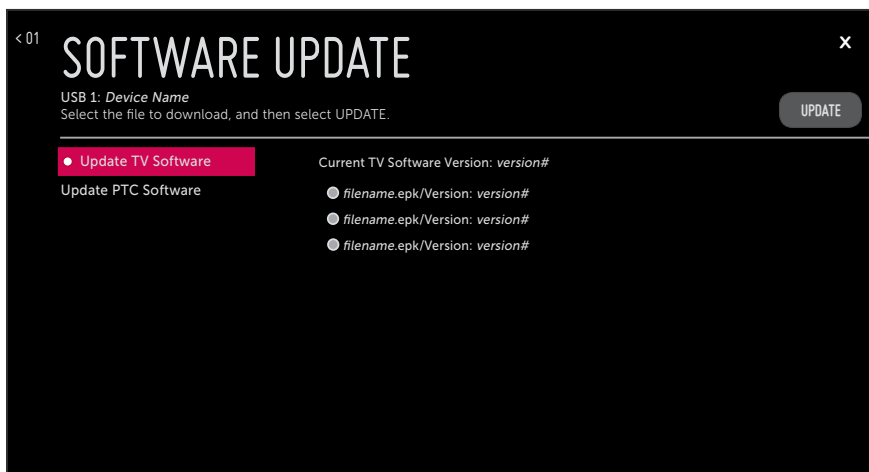 < 01
SOFTWARE UPDATE
X
USB 1: Device Name
Select the file to download, and then select UPDATE.
UPDATE
Update TV Software
Update PTC Software
Current TV Software Version: version#
filename.epk/Version: version#
filename.epk/Version: version#
filename.epk/Version: version#